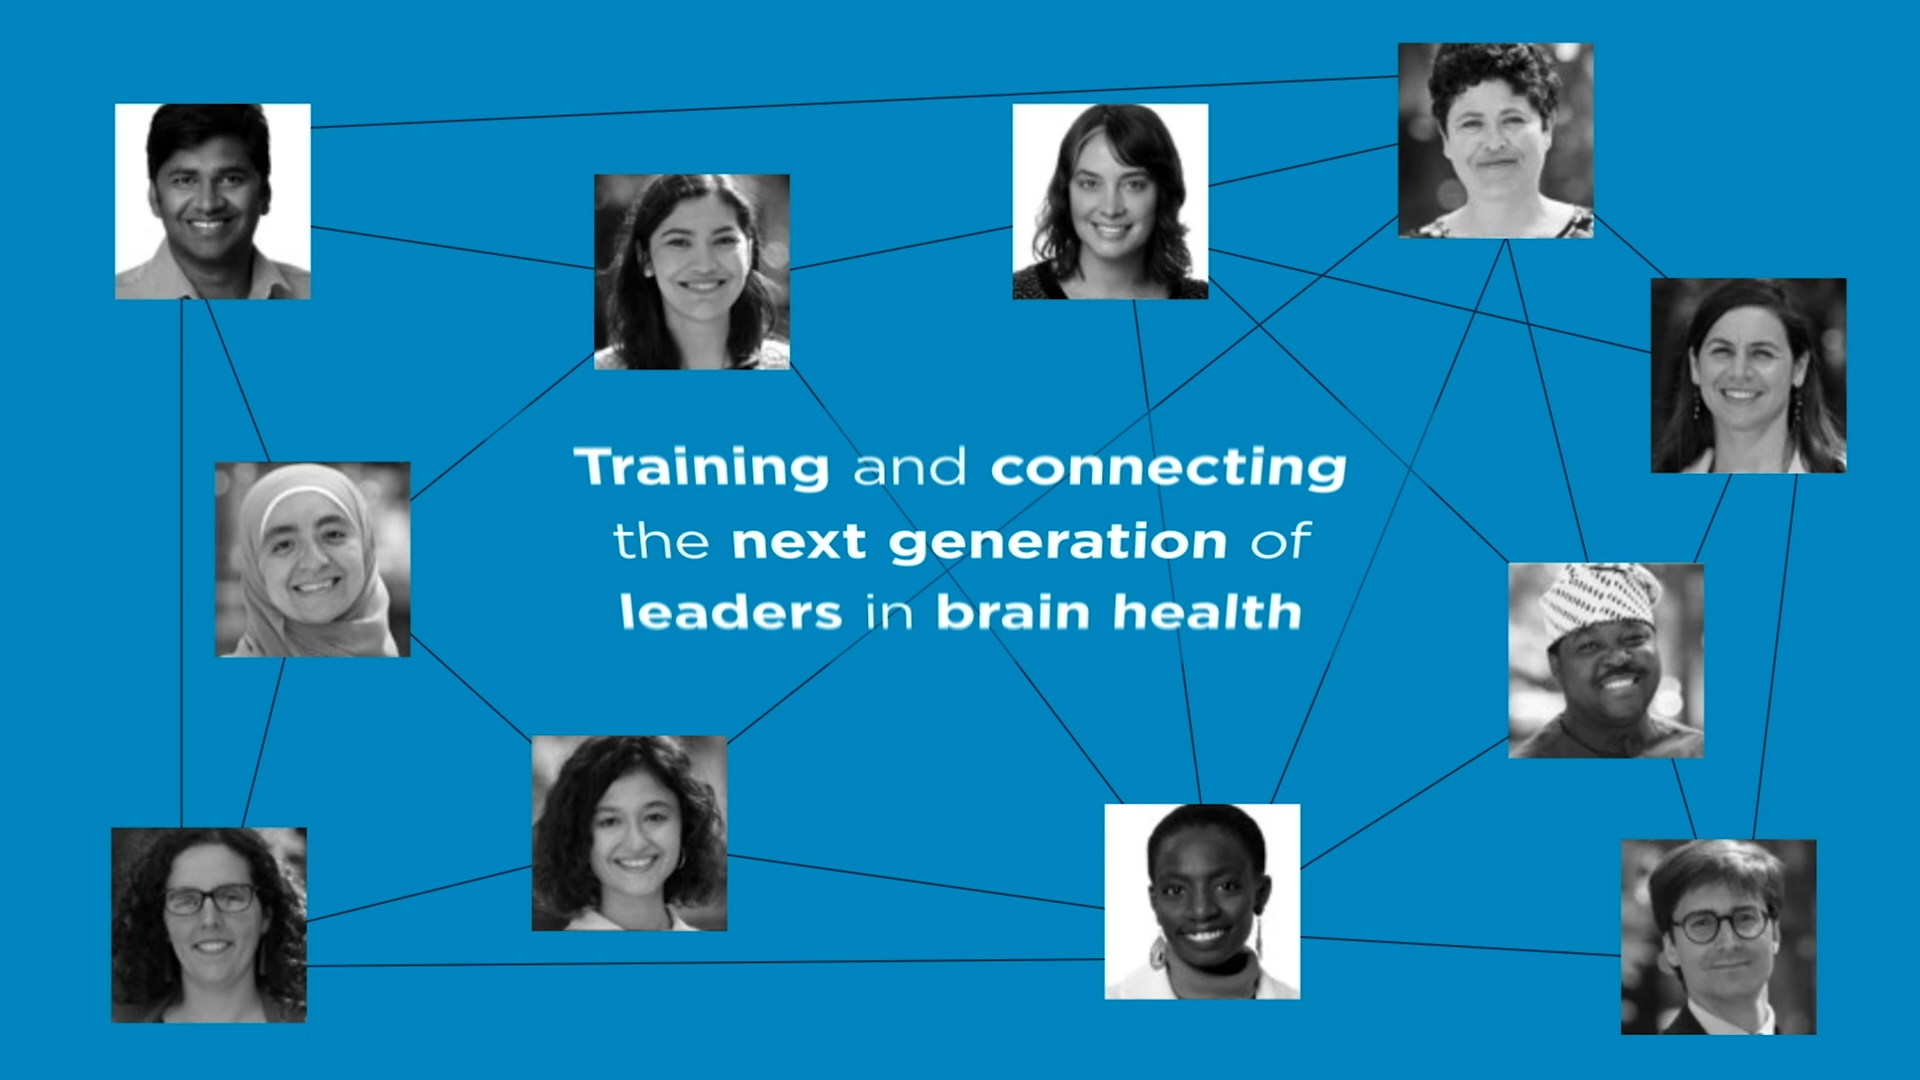 Training and connecting
the next generation of
leaders in brain health